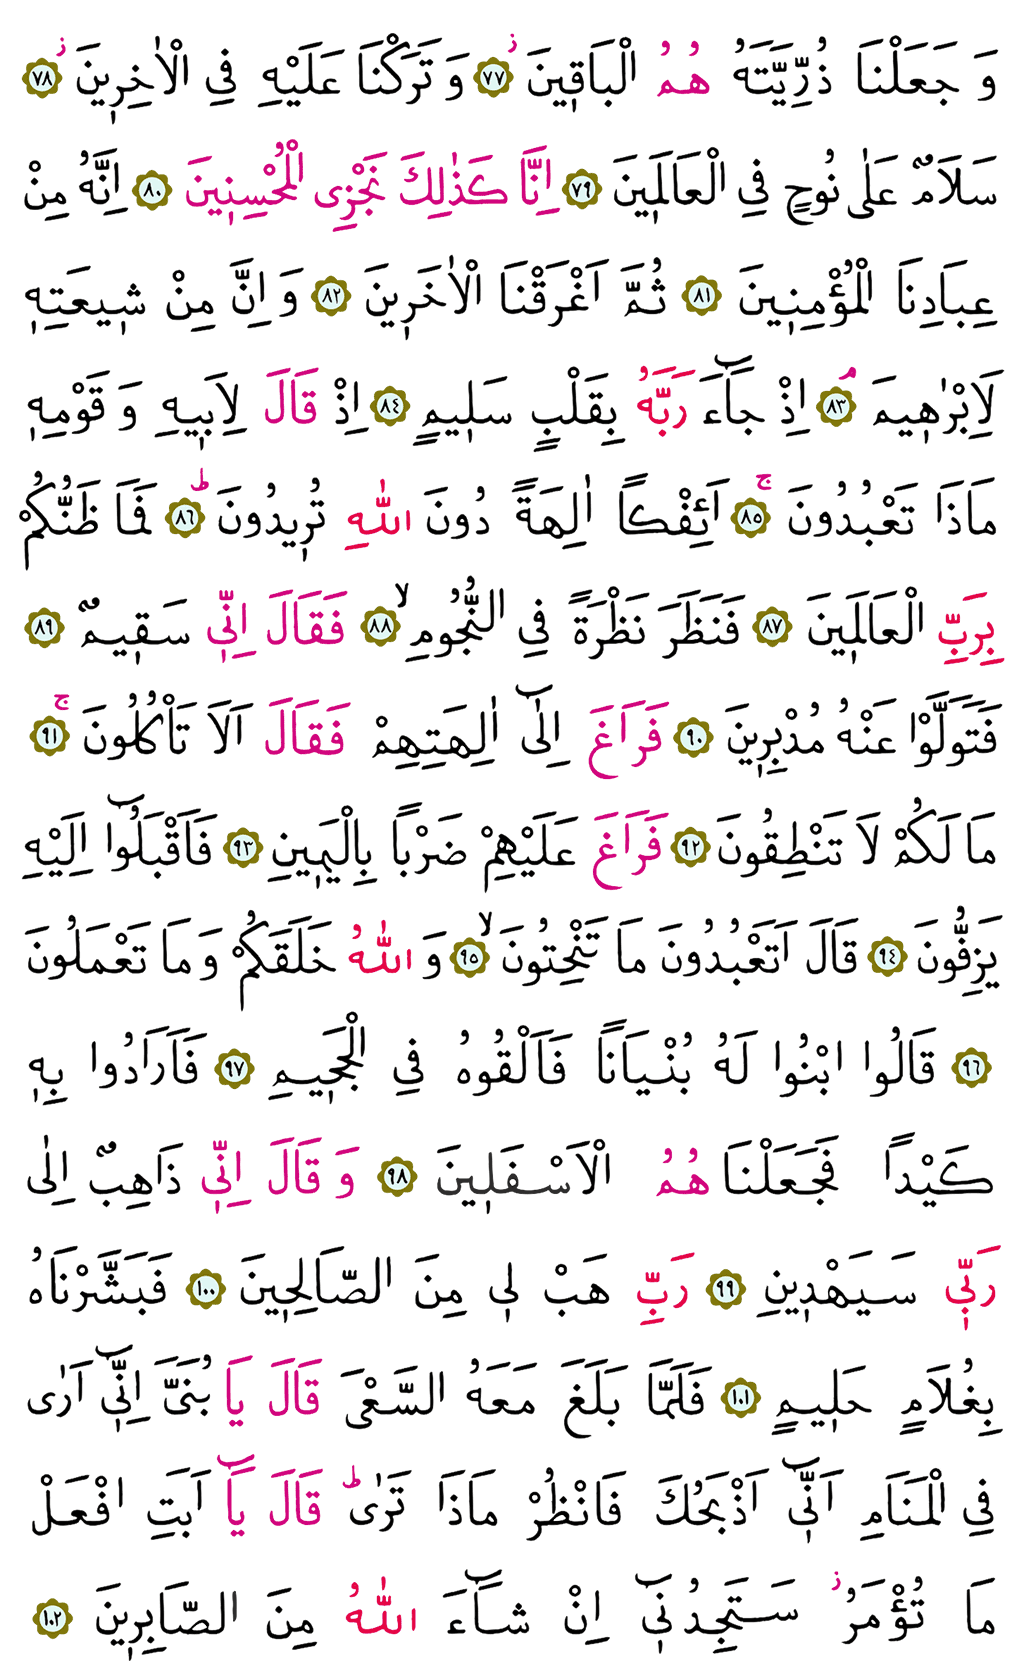 وَجَعَلْنَا ذُرِّيَّتَهُ هُمُ الْبَاقٖينَۘ ﴿٧٧﴾ وَتَرَكْنَا عَلَيْهِ فِي الْاٰخِرٖينَۘ ﴿٧٨﴾
سَلَامٌ عَلٰى نُوحٍ فِي الْعَالَمٖينَ ﴿٧٩﴾ اِنَّا كَذٰلِكَ نَجْزِي الْمُحْسِنٖينَ ﴿٨٠﴾ اِنَّهُ مِنْ
عِبَادِنَا الْمُؤْمِنٖينَ ﴿٨١﴾ ثُمَّ اَغْرَقْنَا الْاٰخَرٖينَ ﴿٨٢﴾ وَاِنَّ مِنْ شٖيعَتِهٖ
لَاِبْرٰهٖيمَۢ ﴿٨٣﴾ اِذْ جَٓاءَ رَبَّهُ بِقَلْبٍ سَلٖيمٍ ﴿٨٤﴾ اِذْ قَالَ لِاَبٖيهِ وَقَوْمِهٖ
مَاذَا تَعْبُدُونَۚ ﴿٨٥﴾ اَئِفْكًا اٰلِهَةً دُونَ اللّٰهِ تُرٖيدُونَؕ ﴿٨٦﴾ فَمَا ظَنُّكُمْ
بِرَبِّ الْعَالَمٖينَ ﴿٨٧﴾ فَنَظَرَ نَظْرَةً فِي النُّجُومِۙ ﴿٨٨﴾ فَقَالَ اِنّٖي سَقٖيمٌ ﴿٨٩﴾
فَتَوَلَّوْا عَنْهُ مُدْبِرٖينَ ﴿٩٠﴾ فَرَاغَ اِلٰٓى اٰلِهَتِهِمْ فَقَالَ اَلَا تَأْكُلُونَۚ ﴿٩١﴾
مَا لَكُمْ لَا تَنْطِقُونَ ﴿٩٢﴾ فَرَاغَ عَلَيْهِمْ ضَرْبًا بِالْيَمٖينِ ﴿٩٣﴾ فَاَقْبَلُٓوا اِلَيْهِ
يَزِفُّونَ ﴿٩٤﴾ قَالَ اَتَعْبُدُونَ مَا تَنْحِتُونَۙ ﴿٩٥﴾ وَاللّٰهُ خَلَقَكُمْ وَمَا تَعْمَلُونَ
﴿٩٦﴾ قَالُوا ابْنُوا لَهُ بُنْيَانًا فَاَلْقُوهُ فِي الْجَحٖيمِ ﴿٩٧﴾ فَاَرَادُوا بِهٖ
كَيْدًا فَجَعَلْنَا هُمُ الْاَسْفَلٖينَ ﴿٩٨﴾ وَقَالَ اِنّٖي ذَاهِبٌ اِلٰى
رَبّٖي سَيَهْدٖينِ ﴿٩٩﴾ رَبِّ هَبْ لٖي مِنَ الصَّالِحٖينَ ﴿١٠٠﴾ فَبَشَّرْنَاهُ
بِغُلَامٍ حَلٖيمٍ ﴿١٠١﴾ فَلَمَّا بَلَغَ مَعَهُ السَّعْيَ قَالَ يَا بُنَيَّ اِنّٖٓي اَرٰى
فِي الْمَنَامِ اَنّٖٓي اَذْبَحُكَ فَانْظُرْ مَاذَا تَرٰىؕ قَالَ يَٓا اَبَتِ افْعَلْ
مَا تُؤْمَرُؗ سَتَجِدُنٖٓي اِنْ شَٓاءَ اللّٰهُ مِنَ الصَّابِرٖينَ ﴿١٠٢﴾